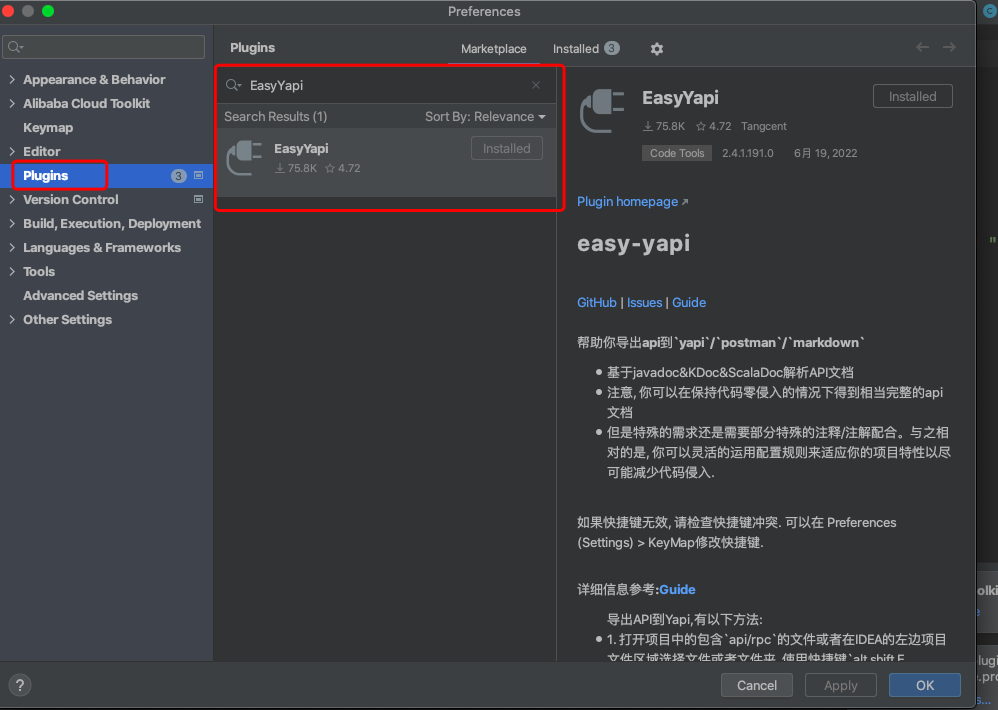 Preferences
Appearance & Behavior
Alibaba Cloud Toolkit
Keymap
Editor
Plugins 3
Version Control
Build, Execution, Deployment
Languages & Frameworks
Tools
Advanced Settings
Other Settings
Plugins
Marketplace
Installed 3
EasyYapi
Search Results (1)
Sort By: Relevance
EasyYapi
75.8K 4.72
Installed
EasyYapi
Installed
75.8K 4.72 Tangcent
Code Tools 2.4.1.191.0 6月 19, 2022
Plugin homepage
easy-yapi
GitHub | Issues | Guide
帮助你导出api到`yapi`/`postman`/`markdown`
基于javadoc&KDoc&ScalaDoc解析API文档
注意, 你可以在保持代码零侵入的情况下得到相当完整的api
文档
但是特殊的需求还是需要部分特殊的注释/注解配合。与之相
对的是, 你可以灵活的运用配置规则来适应你的项目特性以尽
可能减少代码侵入.
如果快捷键无效, 请检查快捷键冲突. 可以在 Preferences
(Settings) > KeyMap修改快捷键.
详细信息参考:Guide
导出API到Yapi,有以下方法:
1. 打开项目中的包含`api/rpc`的文件或者在IDEA的左边项目
文件区域选择文件或者文件夹, 使用快捷键`alt shift E
?
Cancel
Apply
OK